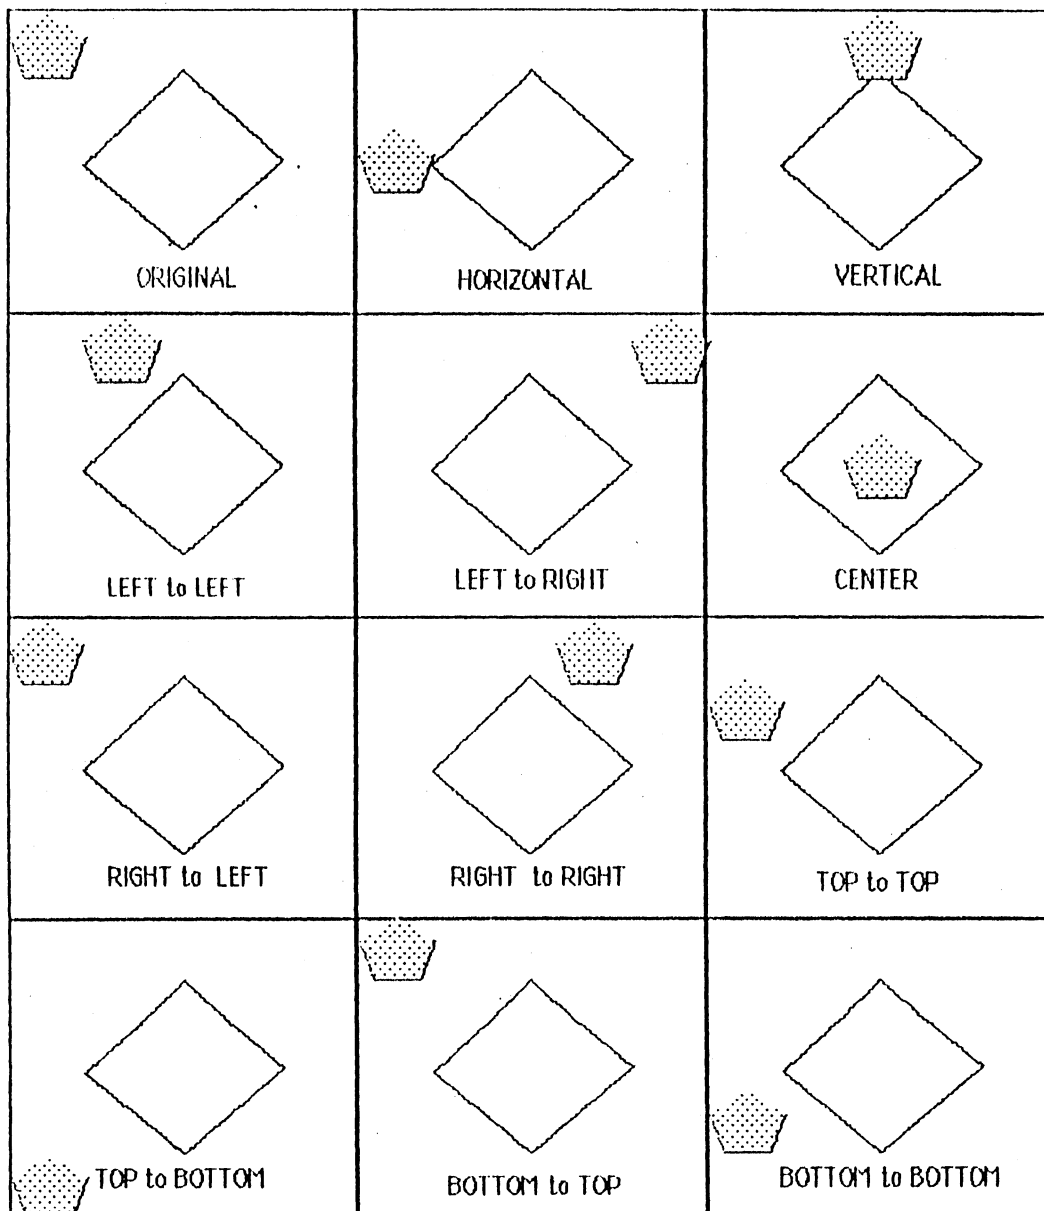 ORIGINAL
HORIZONTAL
VERTICAL
LEFT to LEFT
LEFT to RIGHT
CENTER
RIGHT to LEFT
RIGHT to RIGHT
TOP to TOP
TOP to BOTTOM
BOTTOM to TOP
BOTTOM to BOTTOM